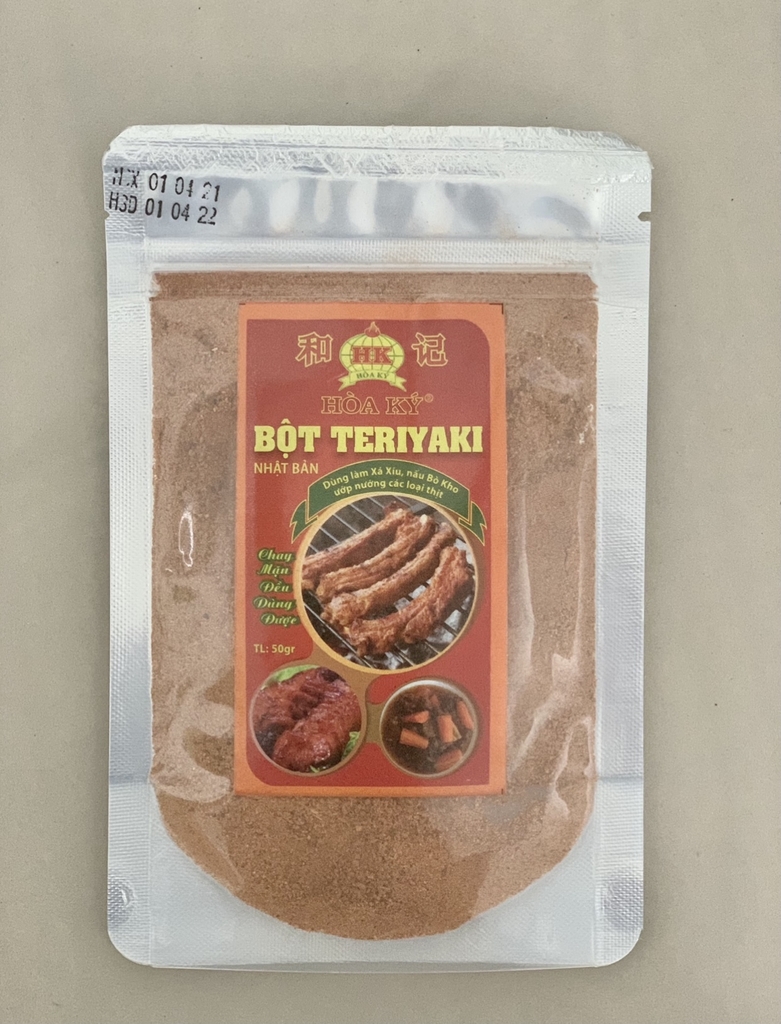 NSX 01 04 21
HSD 01 04 22
和 HK 记
HÒA KÝ
HÒA KÝ®
BỘT TERIYAKI
NHẬT BẢN
Dùng làm Xá Xíu, nấu Bò Kho
ướp nướng các loại thịt
Chay
Mặn
Đều
Dùng
Được
TL: 50gr